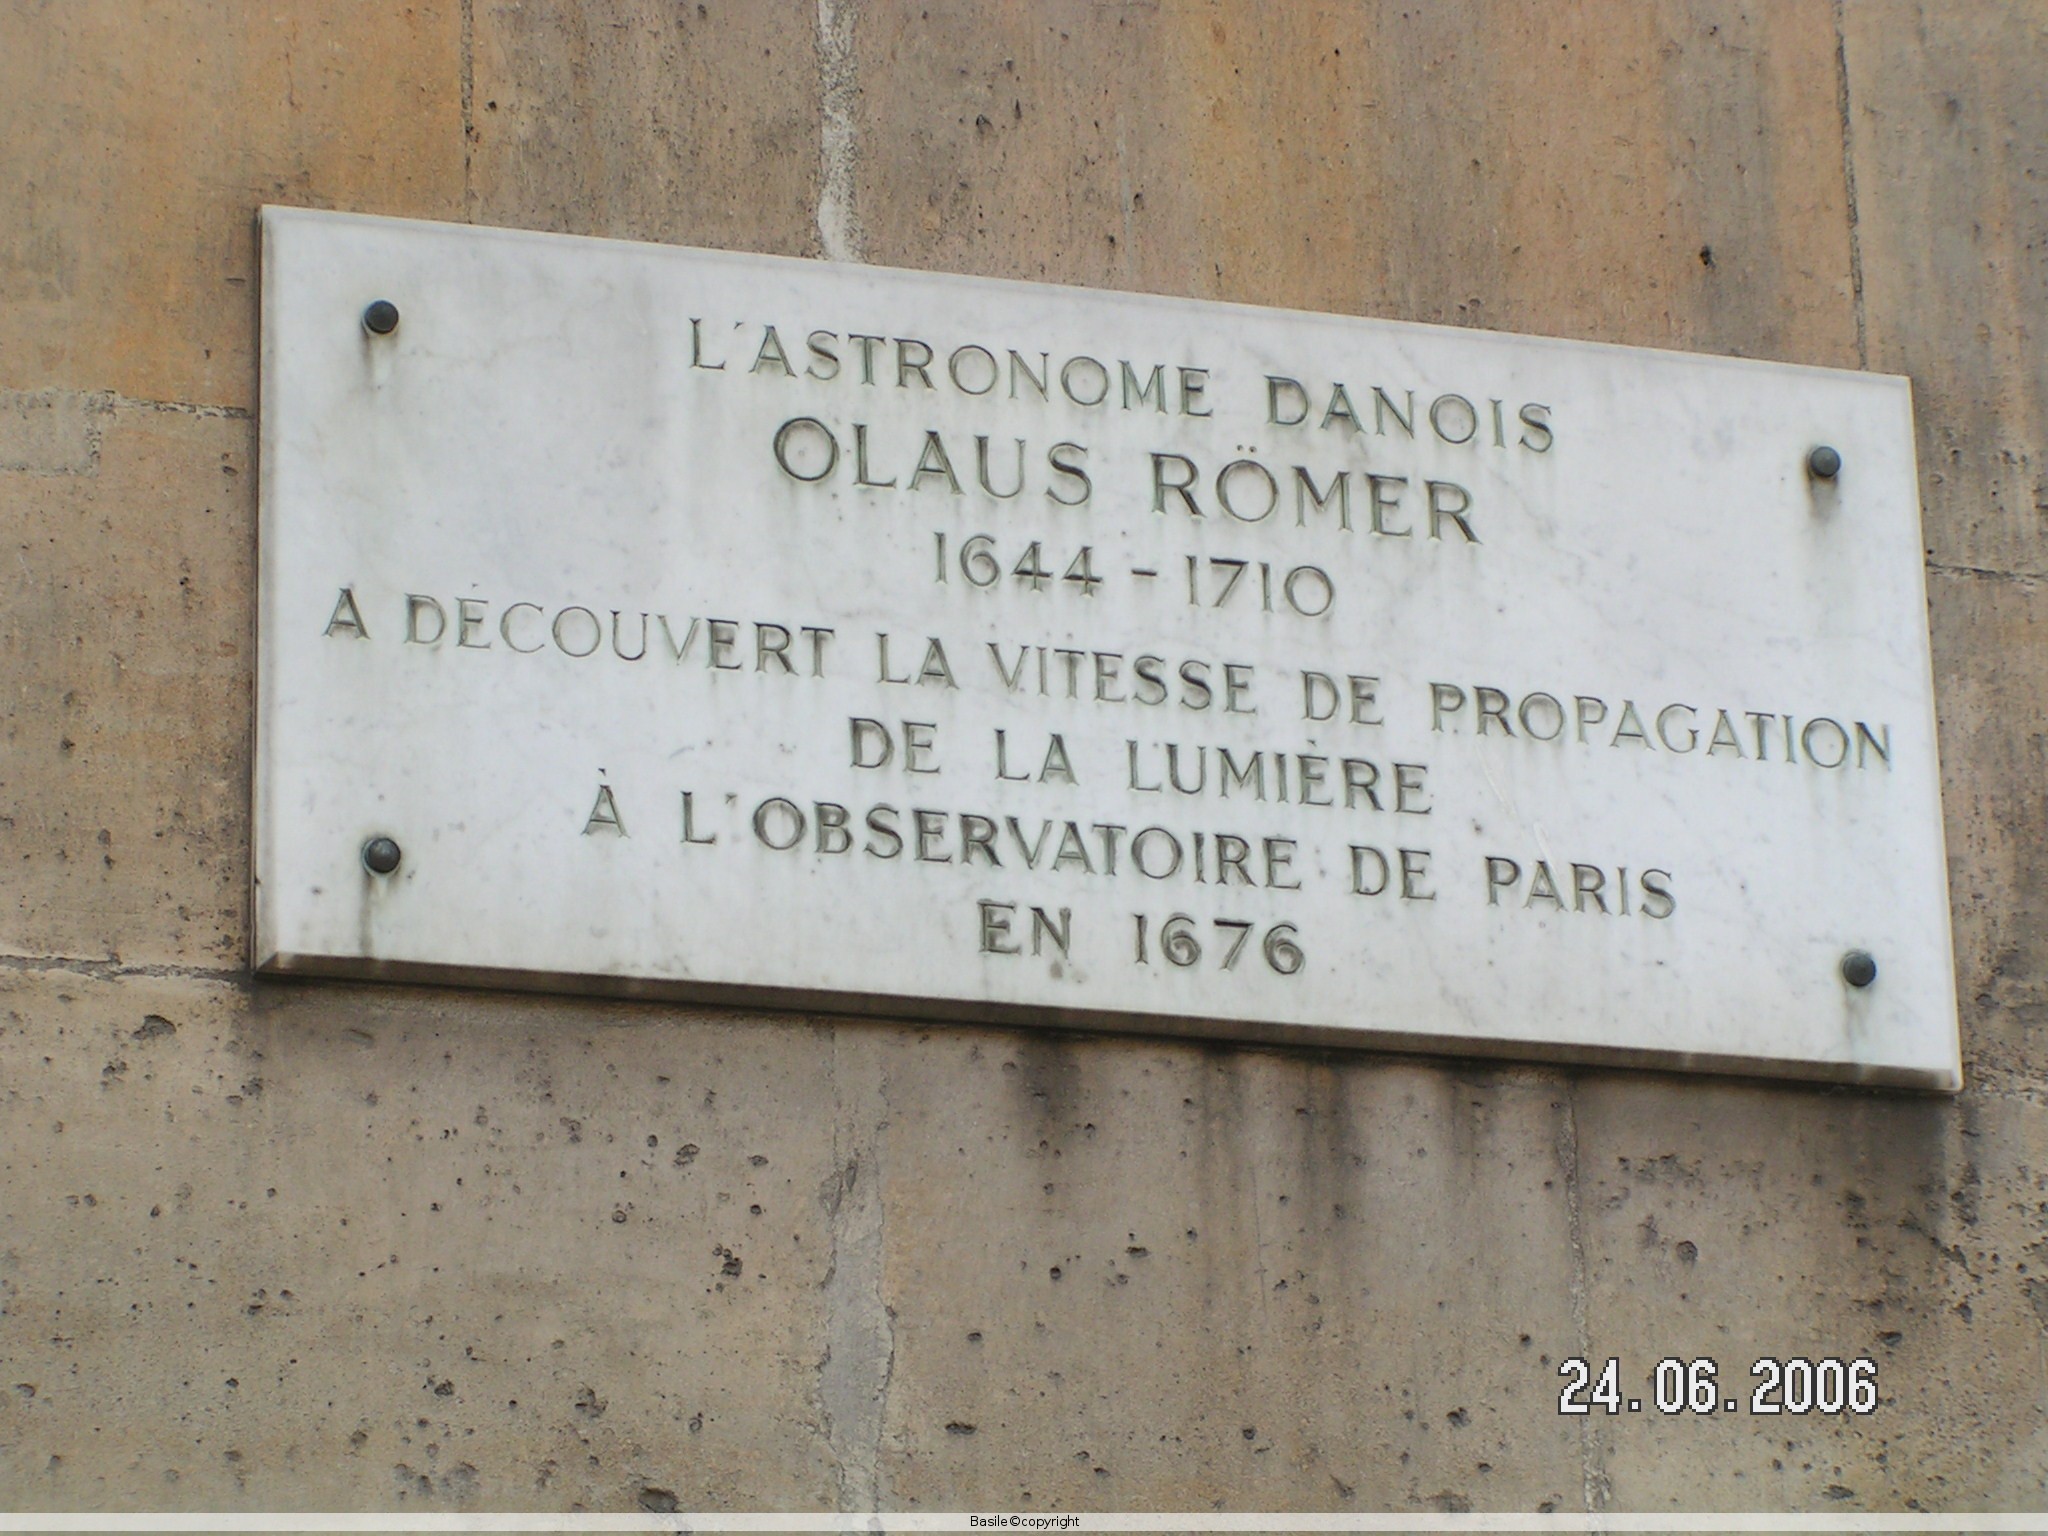 L'ASTRONOME DANOIS
OLAUS RÖMER
1644 - 1710
A DÉCOUVERT LA VITESSE DE PROPAGATION
DE LA LUMIÈRE
À L'OBSERVATOIRE DE PARIS
EN 1676
24.06.2006
Basile©copyright